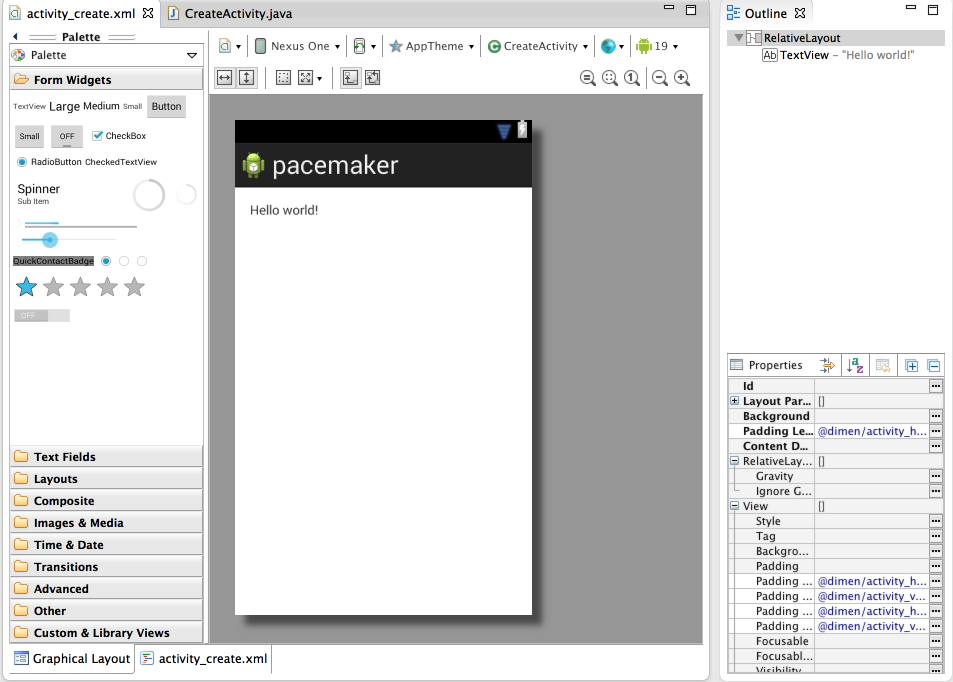 activity_create.xml
CreateActivity.java
Palette
Palette
Form Widgets
TextView Large Medium Small Button
Small OFF CheckBox
RadioButton CheckedTextView
Spinner
Sub Item
QuickContactBadge
OFF
Text Fields
Layouts
Composite
Images & Media
Time & Date
Transitions
Advanced
Other
Custom & Library Views
Graphical Layout
activity_create.xml
Nexus One
AppTheme
CreateActivity
19
pacemaker
Hello world!
Outline
RelativeLayout
Ab TextView – "Hello world!"
Properties
Id
Layout Par... []
Background
Padding Le... @dimen/activity_h...
Content D...
RelativeLay... []
Gravity
Ignore G...
View []
Style
Tag
Backgro...
Padding
Padding ... @dimen/activity_h...
Padding ... @dimen/activity_v...
Padding ... @dimen/activity_h...
Padding ... @dimen/activity_v...
Focusable
Focusabl...
Visibility